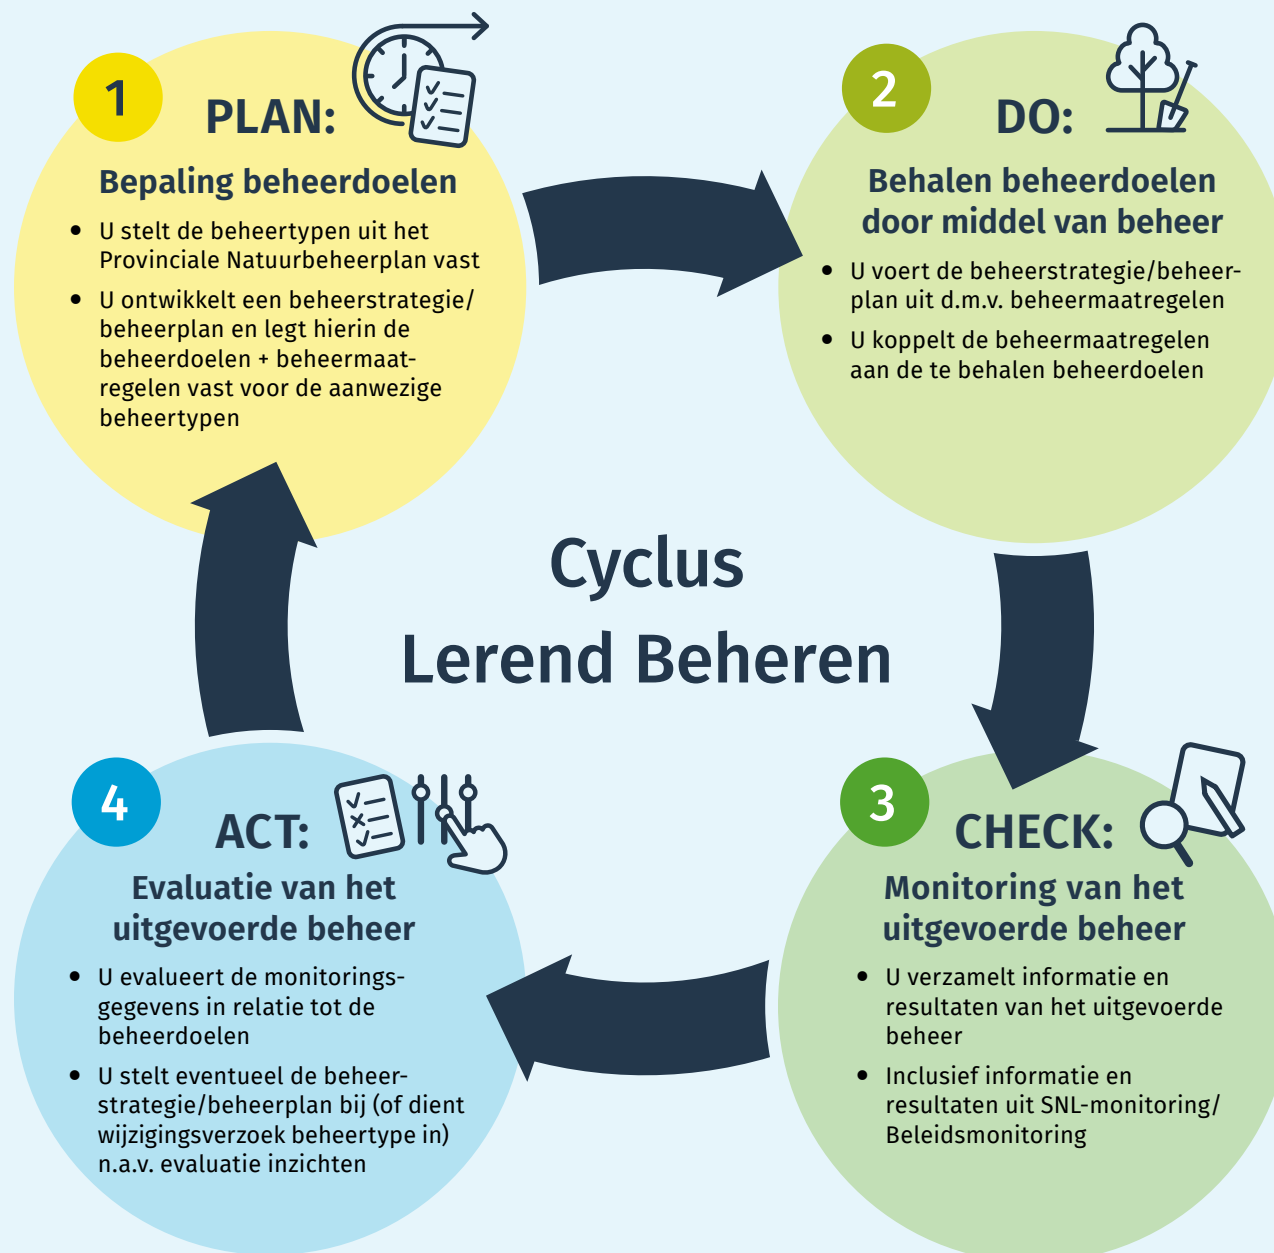 1
PLAN:
Bepaling beheerdoelen
• U stelt de beheertypen uit het
Provinciale Natuurbeheerplan vast
• U ontwikkelt een beheerstrategie/
beheerplan en legt hierin de
beheerdoelen + beheermaat-
regelen vast voor de aanwezige
beheertypen
2
DO:
Behalen beheerdoelen
door middel van beheer
• U voert de beheerstrategie/beheer-
plan uit d.m.v. beheermaatregelen
• U koppelt de beheermaatregelen
aan de te behalen beheerdoelen
Cyclus
Lerend Beheren
3
CHECK:
Monitoring van het
uitgevoerde beheer
• U verzamelt informatie en
resultaten van het uitgevoerde
beheer
• Inclusief informatie en
resultaten uit SNL-monitoring/
Beleidsmonitoring
4
ACT:
Evaluatie van het
uitgevoerde beheer
• U evalueert de monitorings-
gegevens in relatie tot de
beheerdoelen
• U stelt eventueel de beheer-
strategie/beheerplan bij (of dient
wijzigingsverzoek beheertype in)
n.a.v. evaluatie inzichten